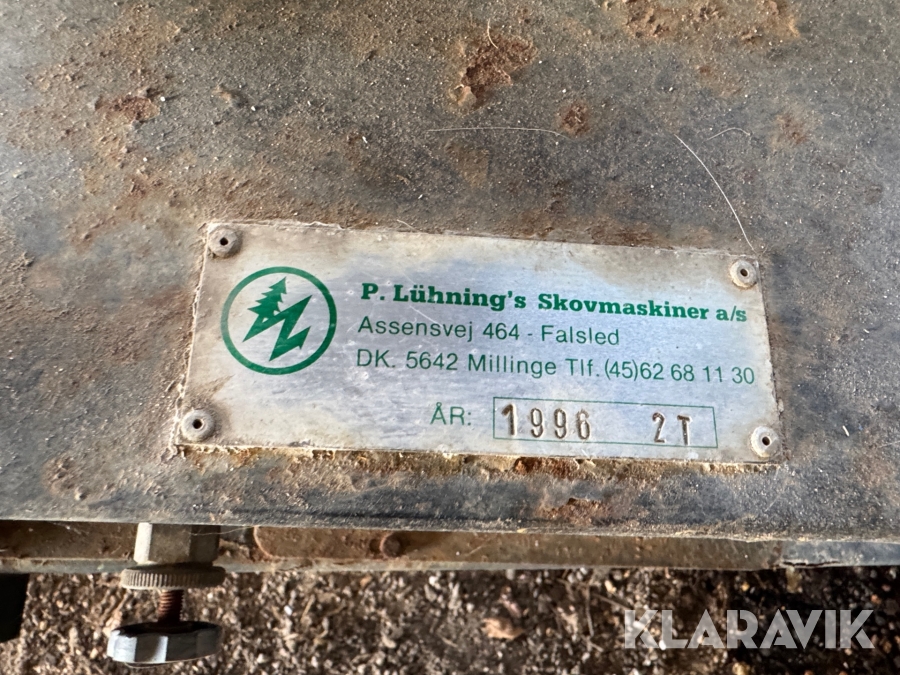 P. Lühning's Skovmaskiner a/s
Assensvej 464 - Falsled
DK. 5642 Millinge Tlf. (45)62 68 11 30
ÅR: 1996 2T
KLARAVIK